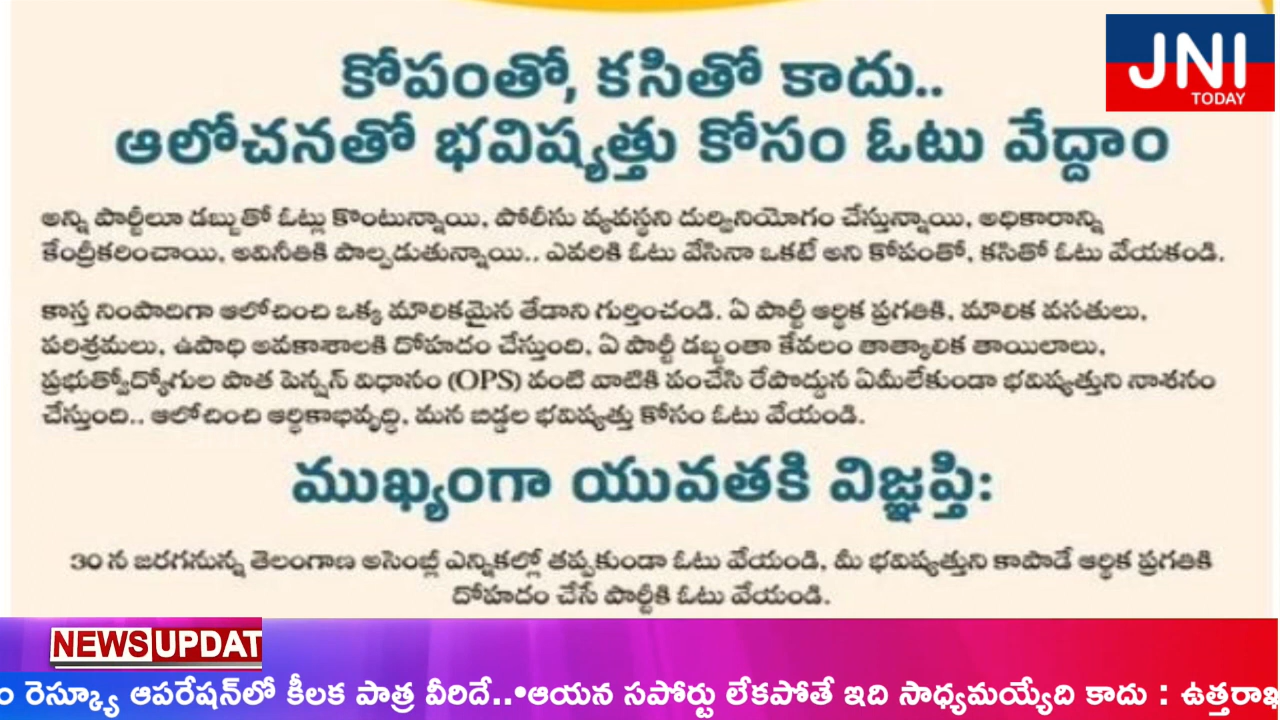 JNI
TODAY
కోపంతో, కసితో కాదు..
ఆలోచనతో భవిష్యత్తు కోసం ఓటు వేద్దాం
అన్ని పార్టీలూ డబ్బుతో ఓట్లు కొంటున్నాయి, పోలీసు వ్యవస్థని దుర్వినియోగం చేస్తున్నాయి, అధికారాన్ని
కేంద్రీకరించాయి, అవినీతికి పాల్పడుతున్నాయి.. ఎవరికి ఓటు వేసినా ఒకటే అని కోపంతో, కసితో ఓటు వేయకండి.
కాస్త నింపాదిగా ఆలోచించి ఒక్క మౌలికమైన తేడాని గుర్తించండి. ఏ పార్టీ ఆర్థిక ప్రగతికి, మౌలిక వసతులు,
పరిశ్రమలు, ఉపాధి అవకాశాలకి దోహదం చేస్తుంది, ఏ పార్టీ డబ్బంతా కేవలం తాత్కాలిక తాయిలాలు,
ప్రభుత్వోద్యోగుల పాత పెన్షన్ విధానం (OPS) వంటి వాటికి పంచేసి రేపొద్దున ఏమీలేకుండా భవిష్యత్తుని నాశనం
చేస్తుంది.. ఆలోచించి ఆర్థికాభివృద్ధి, మన బిడ్డల భవిష్యత్తు కోసం ఓటు వేయండి.
ముఖ్యంగా యువతకి విజ్ఞప్తి:
30 న జరగనున్న తెలంగాణ అసెంబ్లీ ఎన్నికల్లో తప్పకుండా ఓటు వేయండి, మీ భవిష్యత్తుని కాపాడే ఆర్థిక ప్రగతికి
దోహదం చేసే పార్టీకి ఓటు వేయండి.
NEWS UPDAT
ం రెస్క్యూ ఆపరేషన్‌లో కీలక పాత్ర వీరిదే..•ఆయన సపోర్టు లేకపోతే ఇది సాధ్యమయ్యేది కాదు : ఉత్తరాఖ